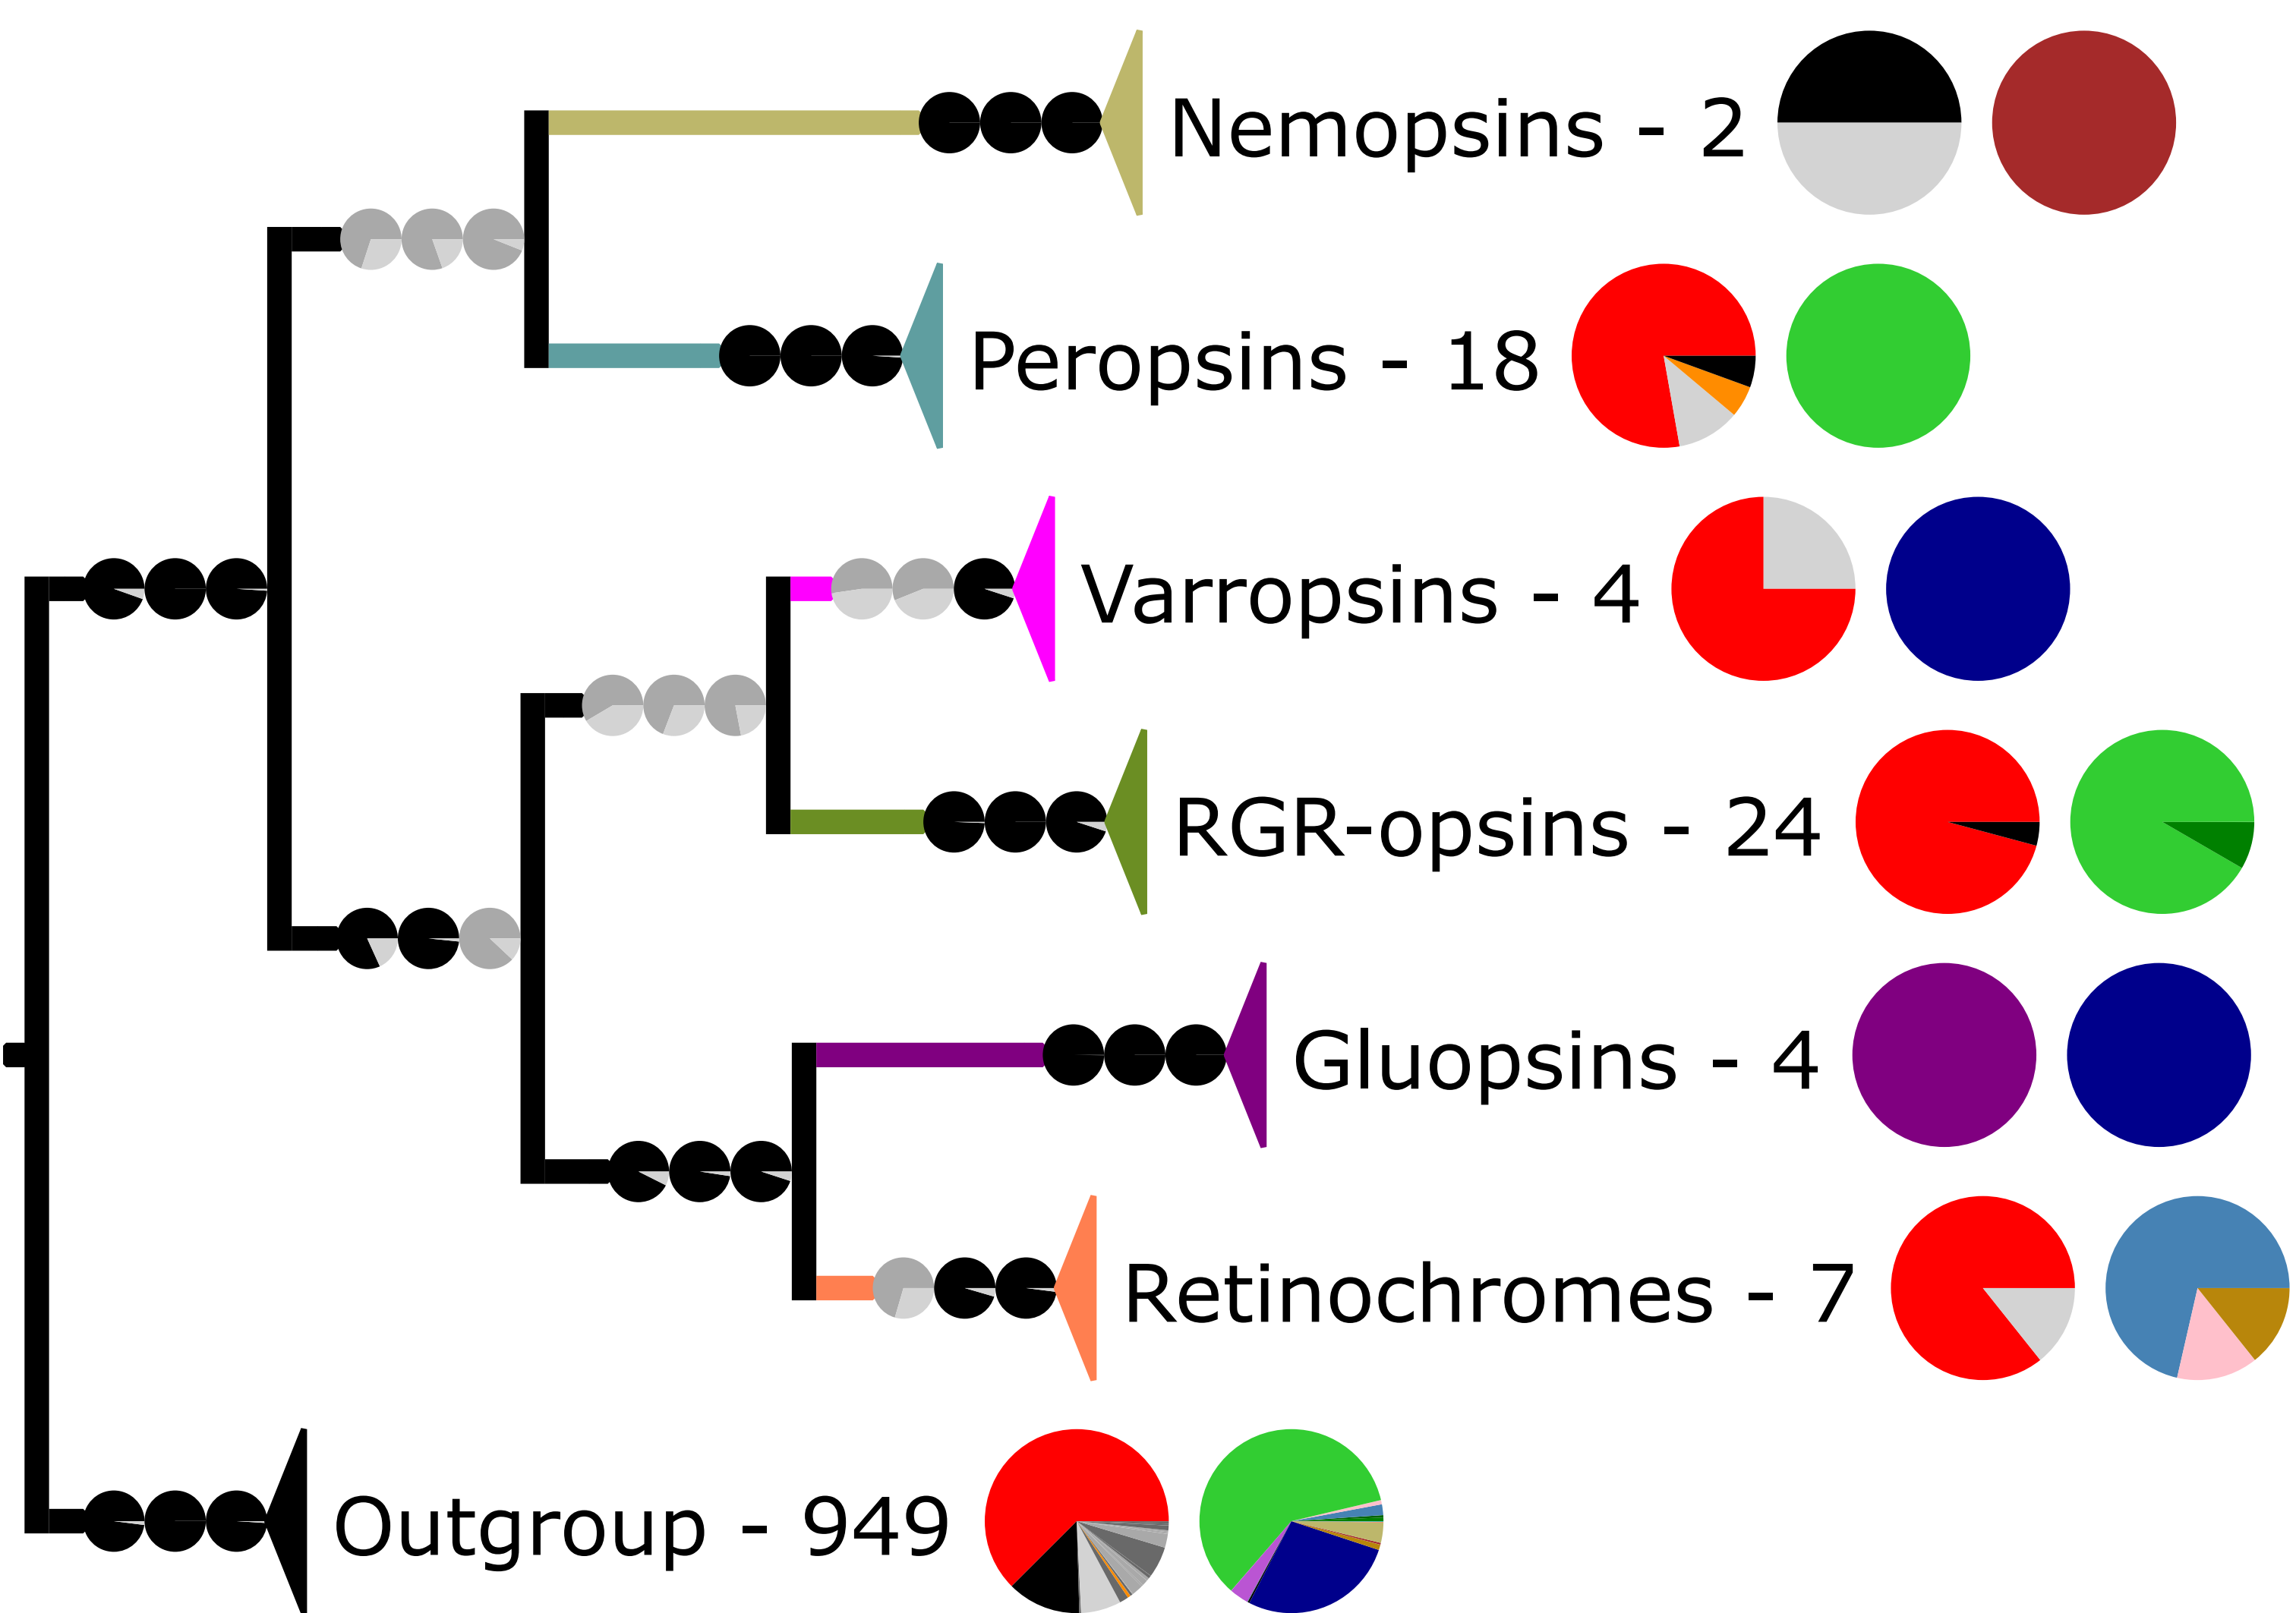 Nemopsins - 2
Peropsins - 18
Varropsins - 4
RGR-opsins - 24
Gluopsins - 4
Retinochromes - 7
Outgroup - 949